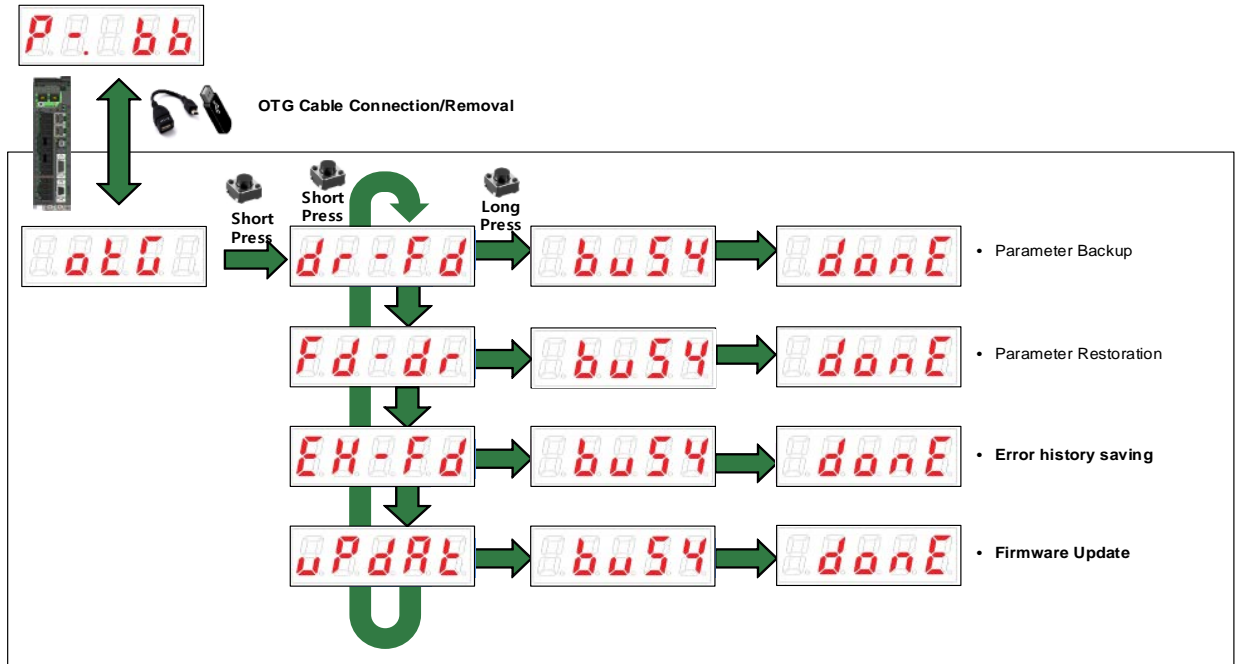 P-. bb
OTG Cable Connection/Removal
Short
Press
Short
Press
Long
Press
otG
dr-Fd
buSY
donE
• Parameter Backup
Fd-dr
buSY
donE
• Parameter Restoration
EH-Fd
buSY
donE
• Error history saving
uPdAt
buSY
donE
• Firmware Update